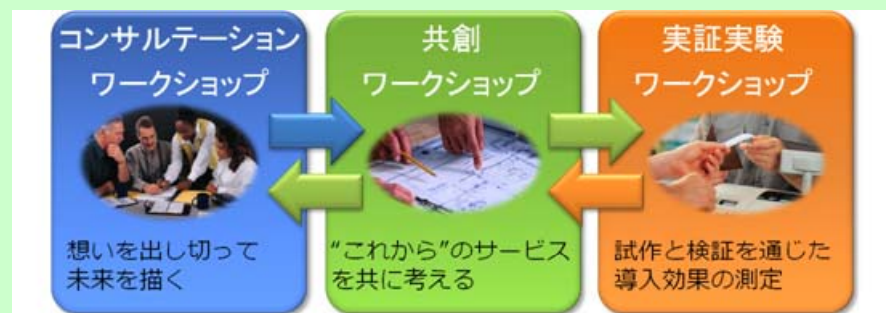 コンサルテーション
ワークショップ
想いを出し切って
未来を描く
共創
ワークショップ
“これから”のサービス
を共に考える
実証実験
ワークショップ
試作と検証を通じた
導入効果の測定